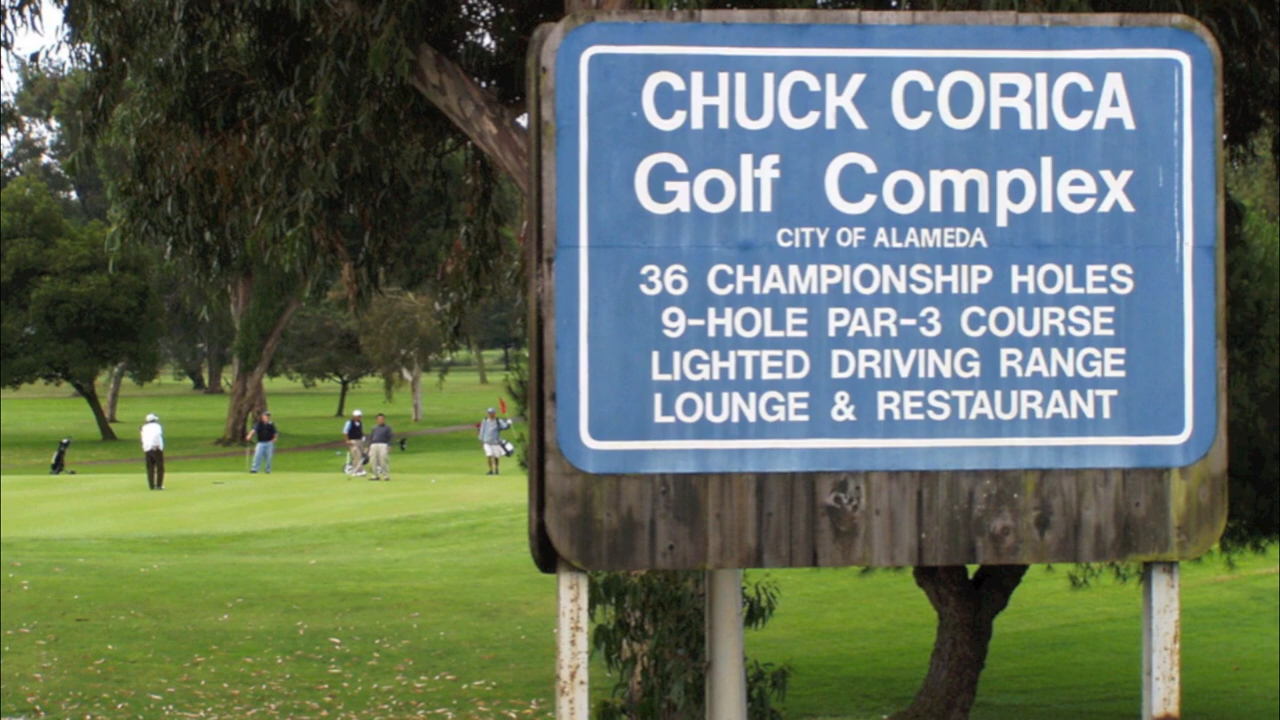 CHUCK CORICA
Golf Complex
CITY OF ALAMEDA
36 CHAMPIONSHIP HOLES
9-HOLE PAR-3 COURSE
LIGHTED DRIVING RANGE
LOUNGE & RESTAURANT